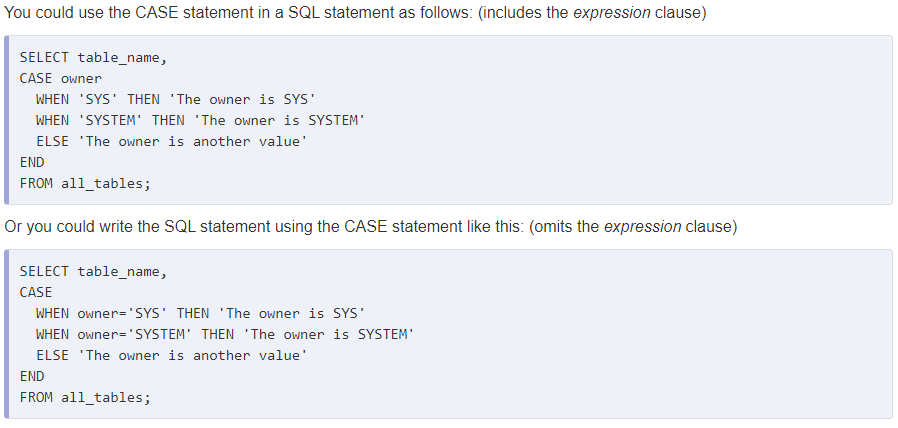 You could use the CASE statement in a SQL statement as follows: (includes the expression clause)
SELECT table_name,
CASE owner
  WHEN 'SYS' THEN 'The owner is SYS'
  WHEN 'SYSTEM' THEN 'The owner is SYSTEM'
  ELSE 'The owner is another value'
END
FROM all_tables;
Or you could write the SQL statement using the CASE statement like this: (omits the expression clause)
SELECT table_name,
CASE
  WHEN owner='SYS' THEN 'The owner is SYS'
  WHEN owner='SYSTEM' THEN 'The owner is SYSTEM'
  ELSE 'The owner is another value'
END
FROM all_tables;